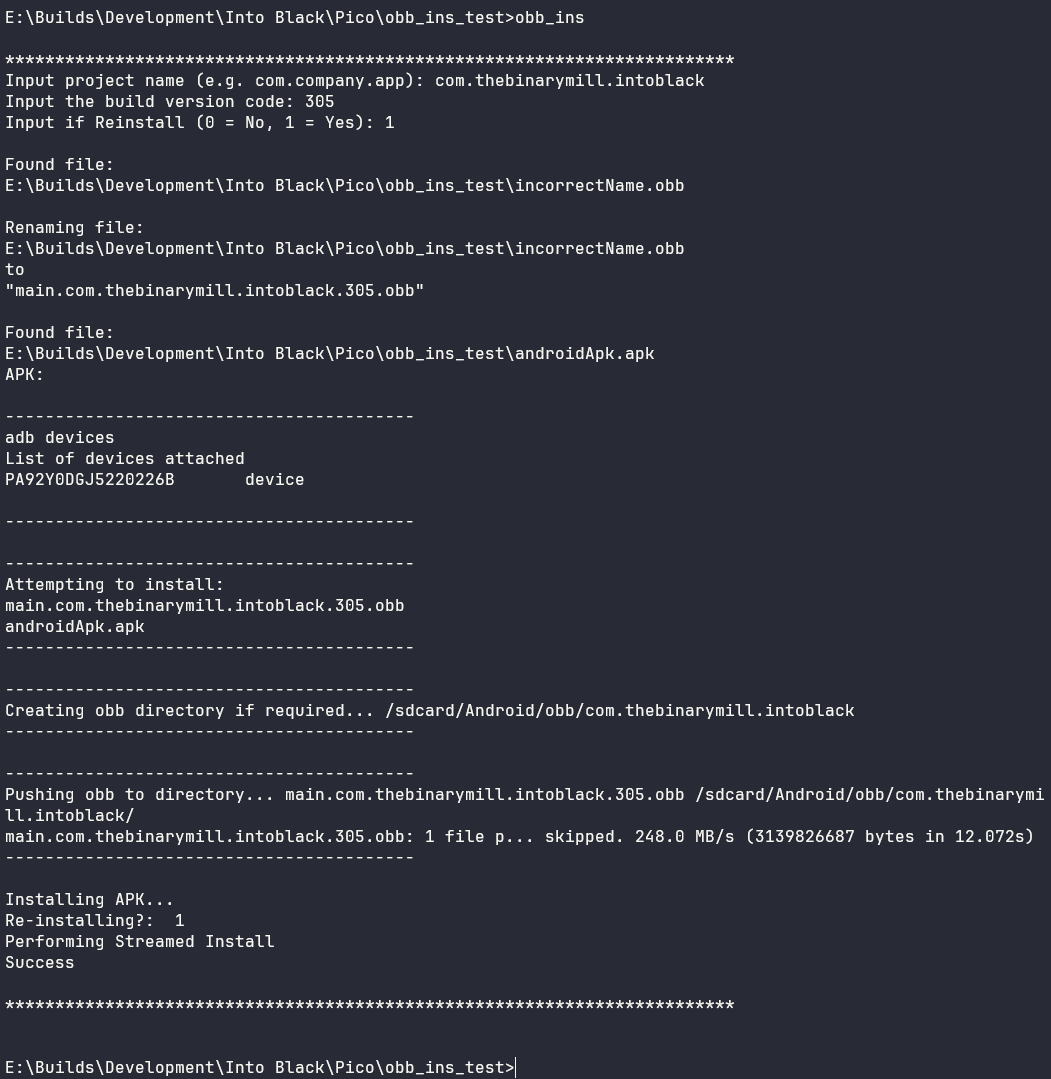 E:\Builds\Development\Into Black\Pico\obb_ins_test>obb_ins
*************************************************************************
Input project name (e.g. com.company.app): com.thebinarymill.intoblack
Input the build version code: 305
Input if Reinstall (0 = No, 1 = Yes): 1
Found file:
E:\Builds\Development\Into Black\Pico\obb_ins_test\incorrectName.obb
Renaming file:
E:\Builds\Development\Into Black\Pico\obb_ins_test\incorrectName.obb
to
"main.com.thebinarymill.intoblack.305.obb"
Found file:
E:\Builds\Development\Into Black\Pico\obb_ins_test\androidApk.apk
APK:
-----------------------------------------
adb devices
List of devices attached
PA92Y0DGJ5220226B       device
-----------------------------------------
-----------------------------------------
Attempting to install:
main.com.thebinarymill.intoblack.305.obb
androidApk.apk
-----------------------------------------
-----------------------------------------
Creating obb directory if required... /sdcard/Android/obb/com.thebinarymill.intoblack
-----------------------------------------
-----------------------------------------
Pushing obb to directory... main.com.thebinarymill.intoblack.305.obb /sdcard/Android/obb/com.thebinarymi
ll.intoblack/
main.com.thebinarymill.intoblack.305.obb: 1 file p... skipped. 248.0 MB/s (3139826687 bytes in 12.072s)
-----------------------------------------
Installing APK...
Re-installing?:  1
Performing Streamed Install
Success
*************************************************************************
E:\Builds\Development\Into Black\Pico\obb_ins_test>